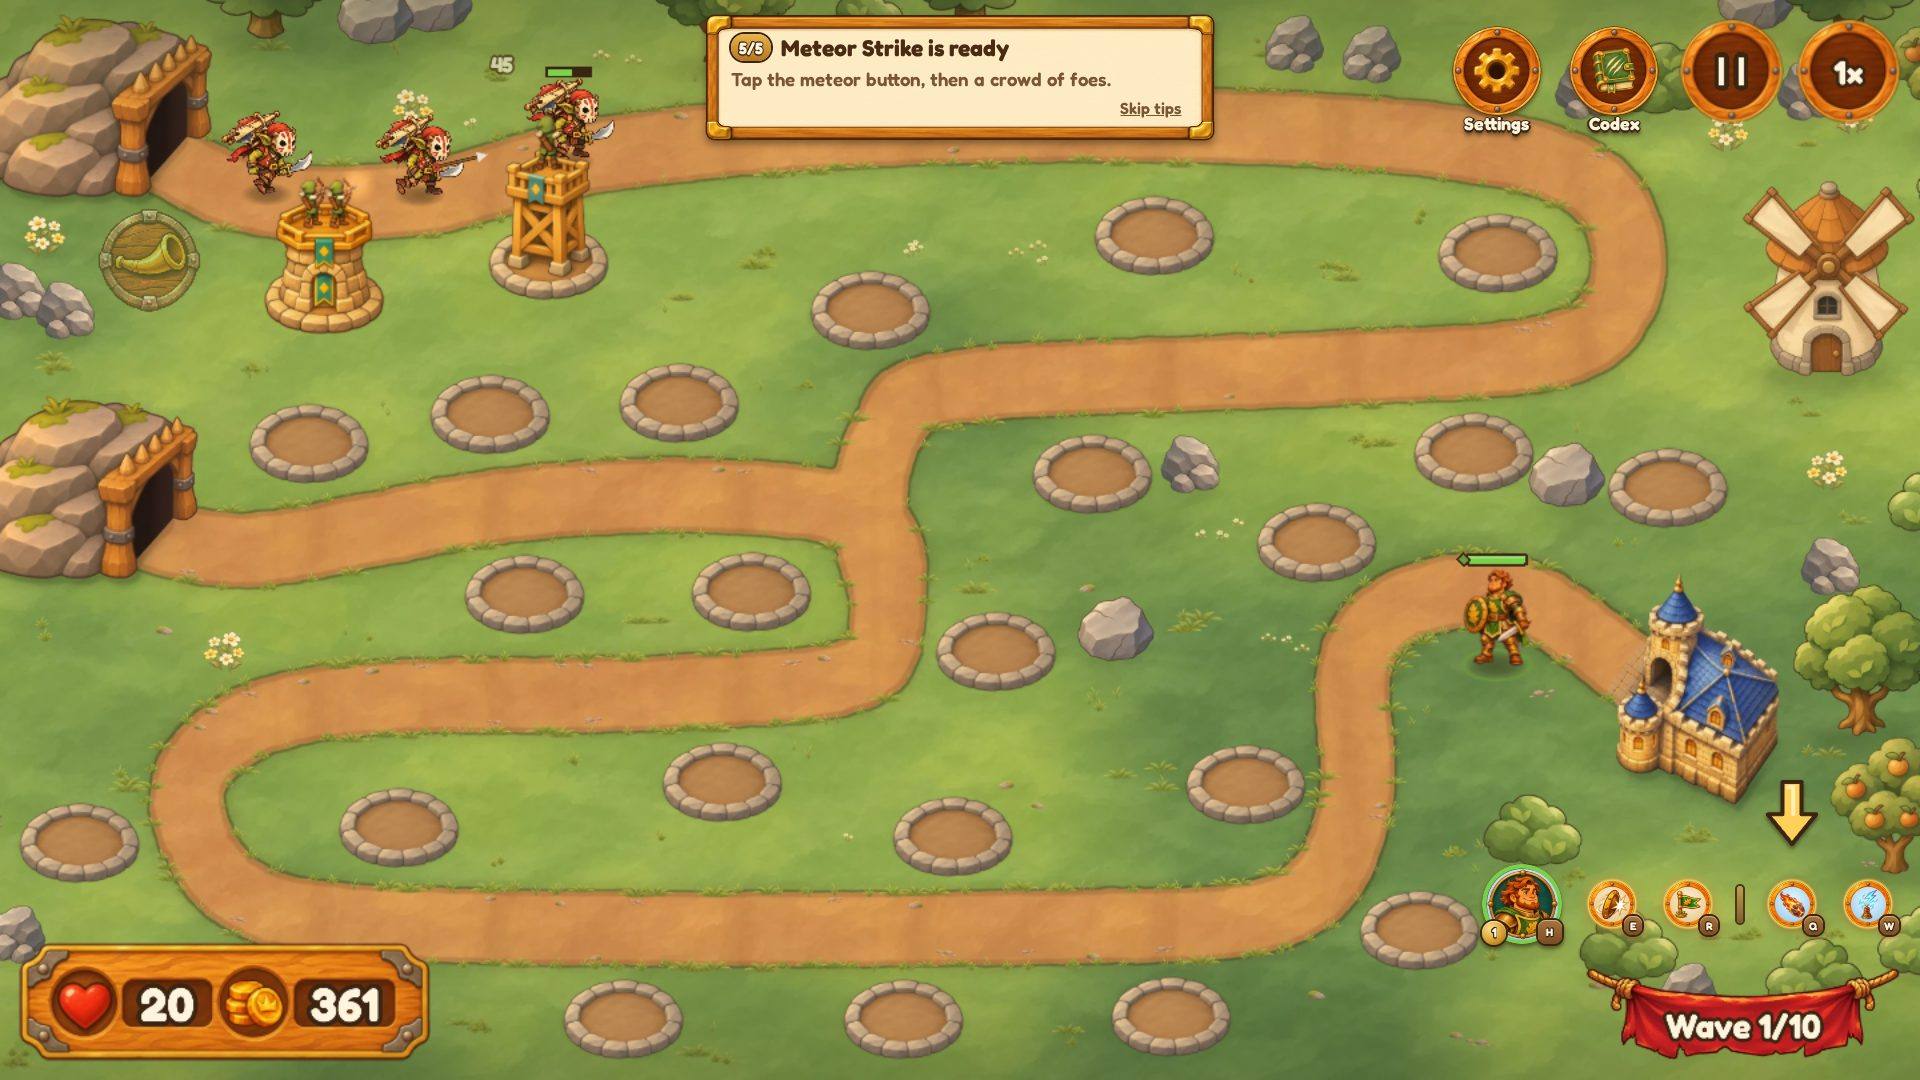 45
5/5 Meteor Strike is ready
Tap the meteor button, then a crowd of foes.
Skip tips
Settings
Codex
1x
1
H
E
R
Q
W
20
361
Wave 1/10